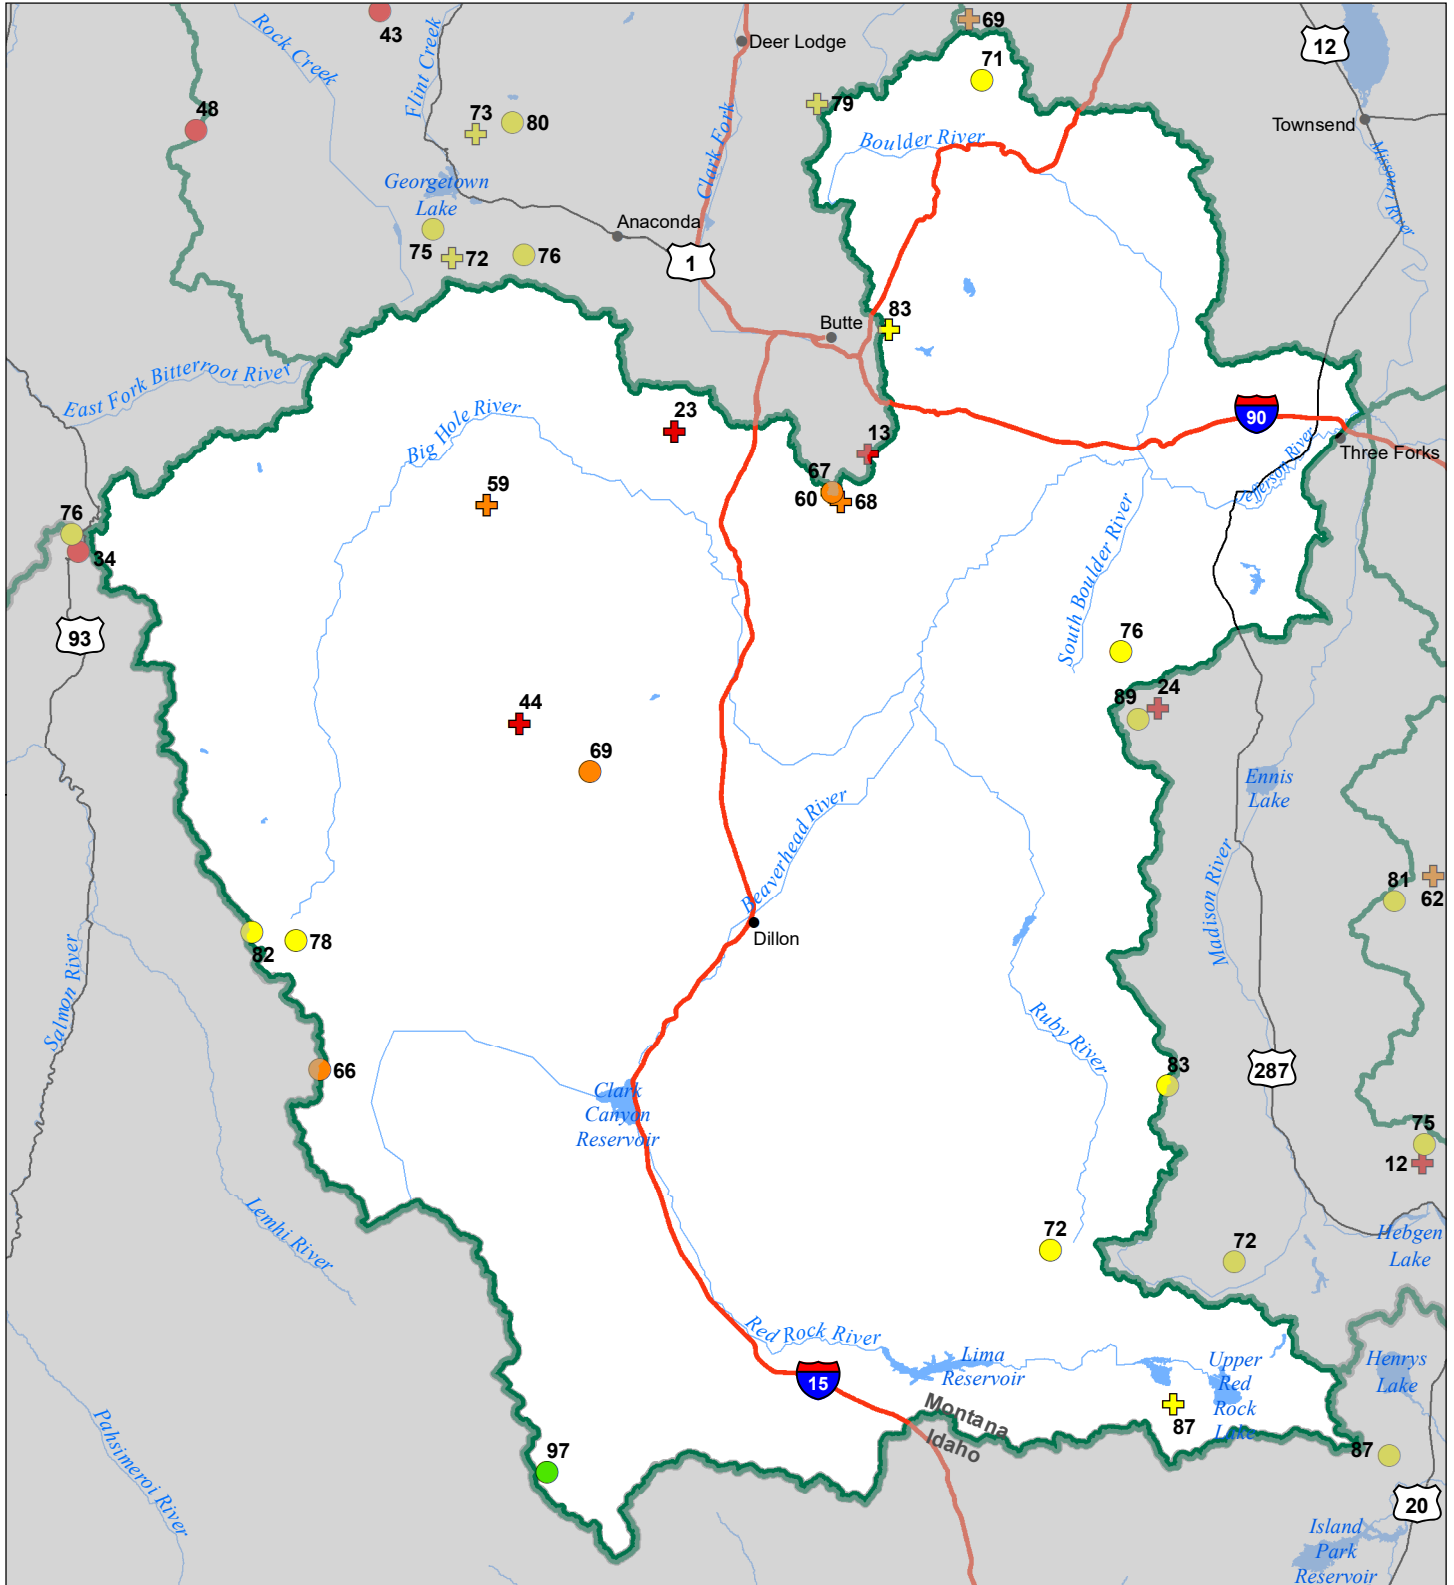 43
Rock Creek
Flint Creek
Deer Lodge
69
12
71
48
73
80
79
Clark Fork
Boulder River
Townsend
Missouri River
Georgetown
Lake
Anaconda
75
72
76
1
83
Butte
East Fork Bitterroot River
Big Hole River
23
13
90
Three Forks
Jefferson River
59
67
60
68
76
34
South Boulder River
93
76
44
89
24
69
Ennis
Lake
Beaverhead River
Madison River
81
62
Dillon
82
78
Salmon River
Ruby River
66
83
287
Clark
Canyon
Reservoir
75
12
Lemhi River
72
72
Hebgen
Lake
Red Rock River
Lima
Reservoir
Upper
Red
Rock
Lake
Henrys
Lake
15
Montana
Idaho
87
87
Pahsimeroi River
97
20
Island
Park
Reservoir